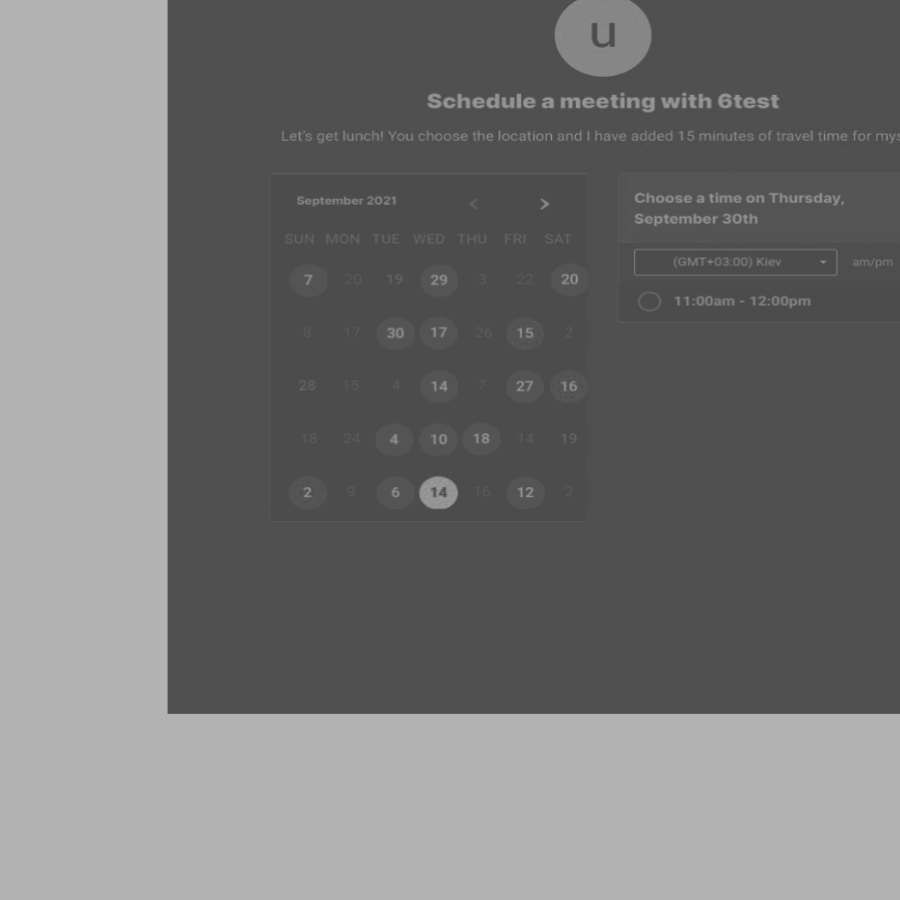 u
Schedule a meeting with 6test
Let's get lunch! You choose the location and I have added 15 minutes of travel time for
September 2021 < >
SUN MON TUE WED THU FRI SAT
7 20 19 29 3 22 20
8 17 30 17 26 15 2
28 15 4 14 7 27 16
18 24 4 10 18 14 19
2 9 6 14 16 12 2
Choose a time on Thursday,
September 30th
(GMT+03:00) Kiev am/pm
11:00am - 12:00pm